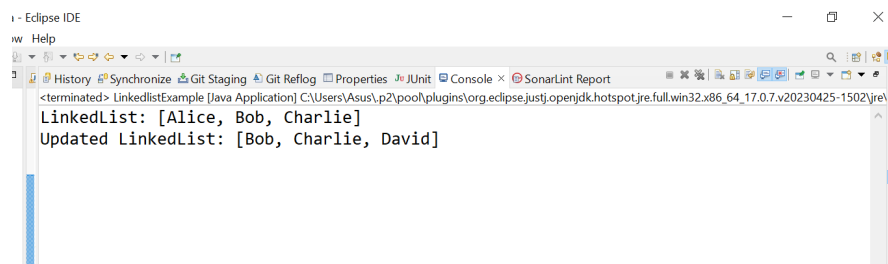 - Eclipse IDE
Help
History Synchronize Git Staging Git Reflog Properties JUnit Console × SonarLint Report
<terminated> LinkedlistExample [Java Application] C:\Users\Asus\.p2\pool\plugins\org.eclipse.justj.openjdk.hotspot.jre.full.win32.x86_64_17.0.7.v20230425-1502\jre\
LinkedList: [Alice, Bob, Charlie]
Updated LinkedList: [Bob, Charlie, David]